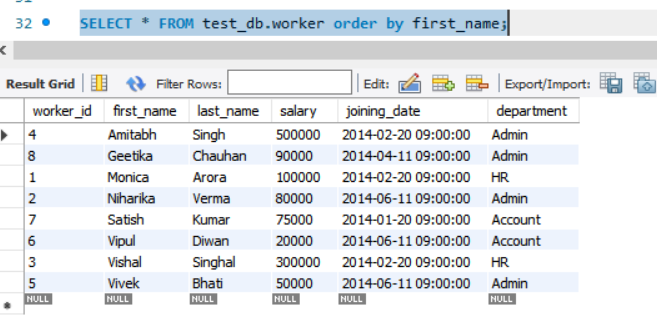 32 SELECT * FROM test_db.worker order by first_name;
Result Grid Filter Rows: Edit: Export/Import:
worker_id first_name last_name salary joining_date department
4 Amitabh Singh 500000 2014-02-20 09:00:00 Admin
8 Geetika Chauhan 90000 2014-04-11 09:00:00 Admin
1 Monica Arora 100000 2014-02-20 09:00:00 HR
2 Niharika Verma 80000 2014-06-11 09:00:00 Admin
7 Satish Kumar 75000 2014-01-20 09:00:00 Account
6 Vipul Diwan 20000 2014-06-11 09:00:00 Account
3 Vishal Singhal 300000 2014-02-20 09:00:00 HR
5 Vivek Bhati 50000 2014-06-11 09:00:00 Admin
NULL NULL NULL NULL NULL NULL